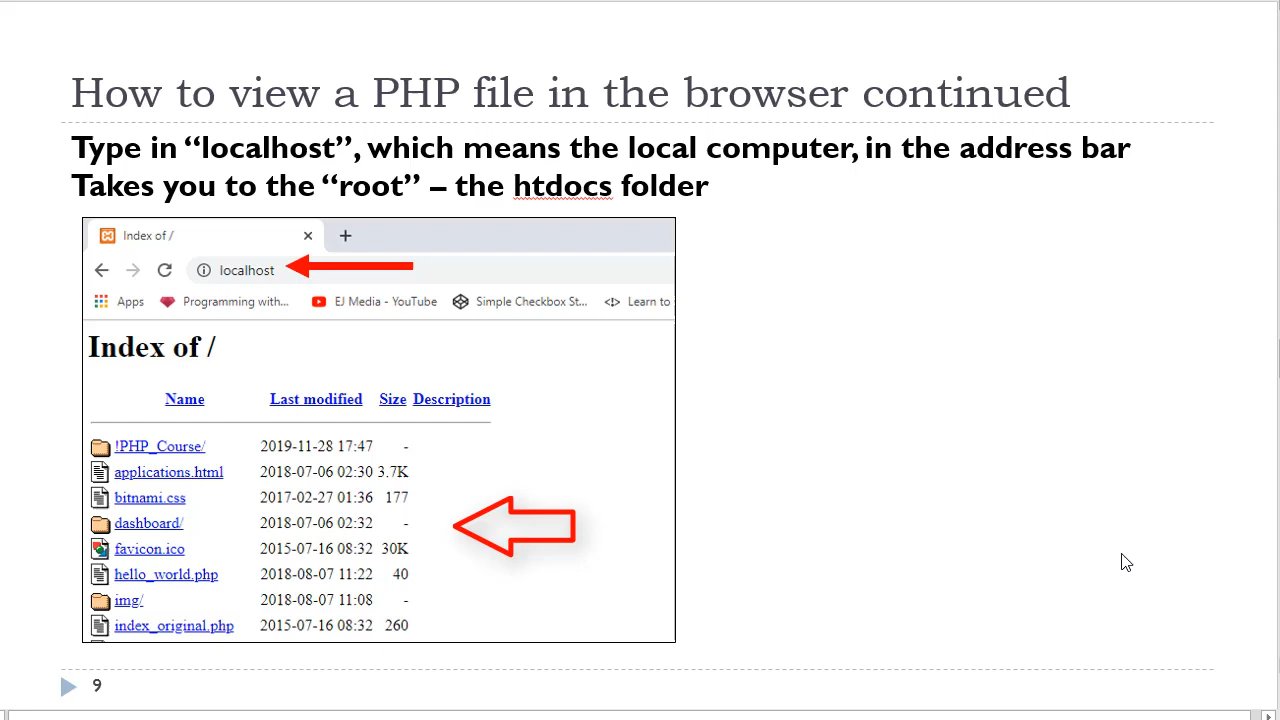 How to view a PHP file in the browser continued
Type in “localhost”, which means the local computer, in the address bar
Takes you to the “root” – the htdocs folder
Index of /
localhost
Apps Programming with... EJ Media - YouTube Simple Checkbox St... Learn to
Index of /
Name Last modified Size Description
!PHP_Course/ 2019-11-28 17:47 -
applications.html 2018-07-06 02:30 3.7K
bitnami.css 2017-02-27 01:36 177
dashboard/ 2018-07-06 02:32 -
favicon.ico 2015-07-16 08:32 30K
hello_world.php 2018-08-07 11:22 40
img/ 2018-08-07 11:08 -
index_original.php 2015-07-16 08:32 260
9